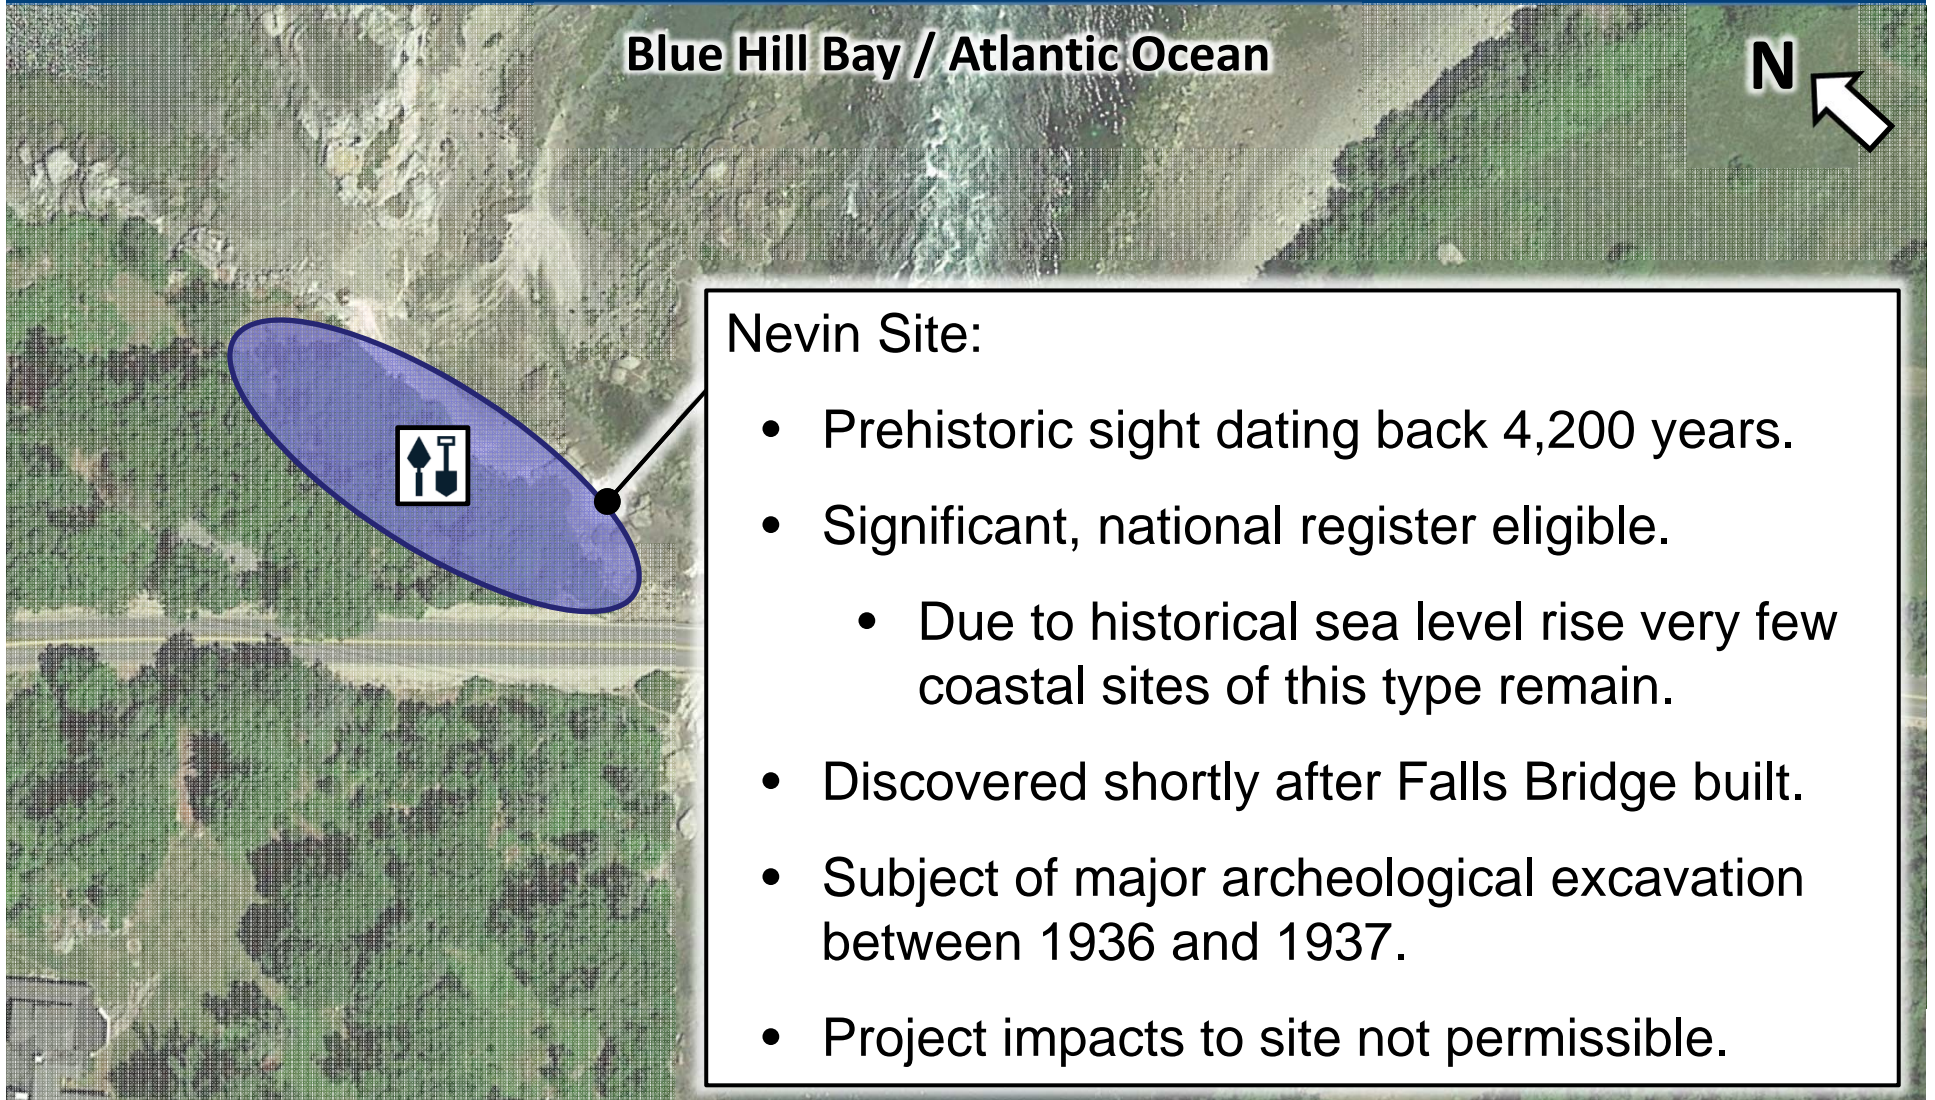 Blue Hill Bay / Atlantic Ocean
N
Nevin Site:
• Prehistoric sight dating back 4,200 years.
• Significant, national register eligible.
• Due to historical sea level rise very few
coastal sites of this type remain.
• Discovered shortly after Falls Bridge built.
• Subject of major archeological excavation
between 1936 and 1937.
• Project impacts to site not permissible.